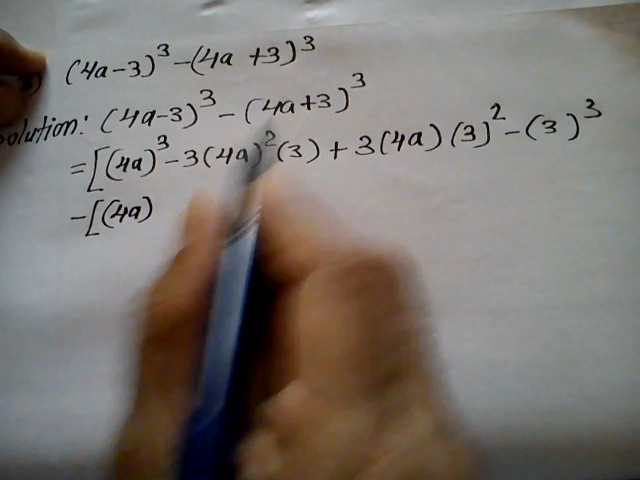 ) (4a-3)³ -(4a +3)³
olution: (4a-3)³ - (4a+3)³
= [(4a)³ - 3(4a)²(3) + 3(4a)(3)² - (3)³
- [(4a)